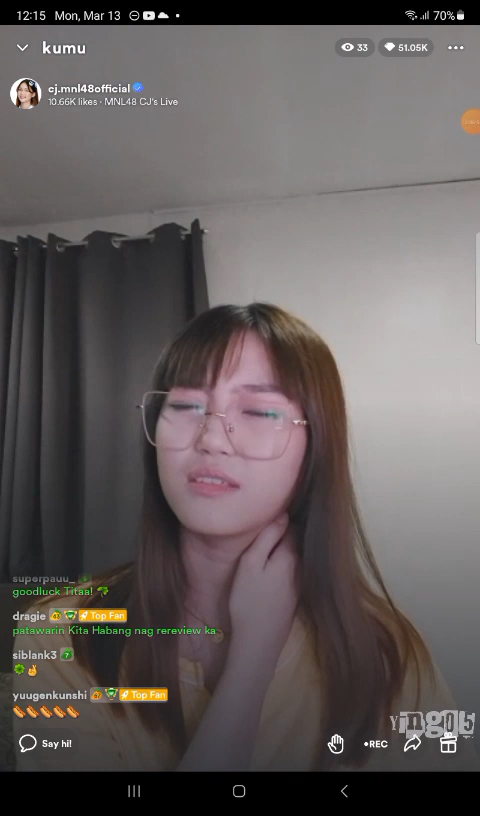 12:15 Mon, Mar 13 70%
kumu 33 51.05K
cj.mnl48official
10.66K likes · MNL48 CJ's Live
superpauu_
goodluck Titaa!
dragie Top Fan
patawarin Kita Habang nag rereview ka
siblank3 7
yuugenkunshi Top Fan
Say hi! •REC